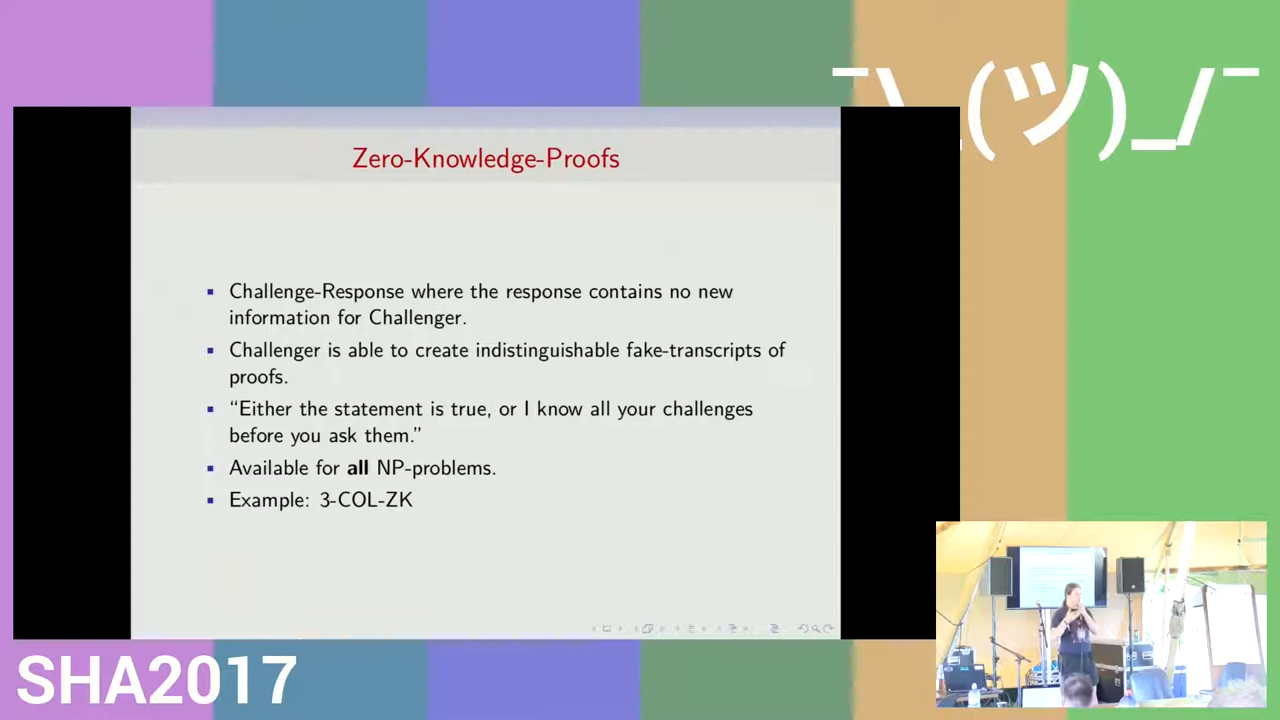 ¯\_(ツ)_/¯
Zero-Knowledge-Proofs
Challenge-Response where the response contains no new
information for Challenger.
Challenger is able to create indistinguishable fake-transcripts of
proofs.
“Either the statement is true, or I know all your challenges
before you ask them.”
Available for all NP-problems.
Example: 3-COL-ZK
SHA2017